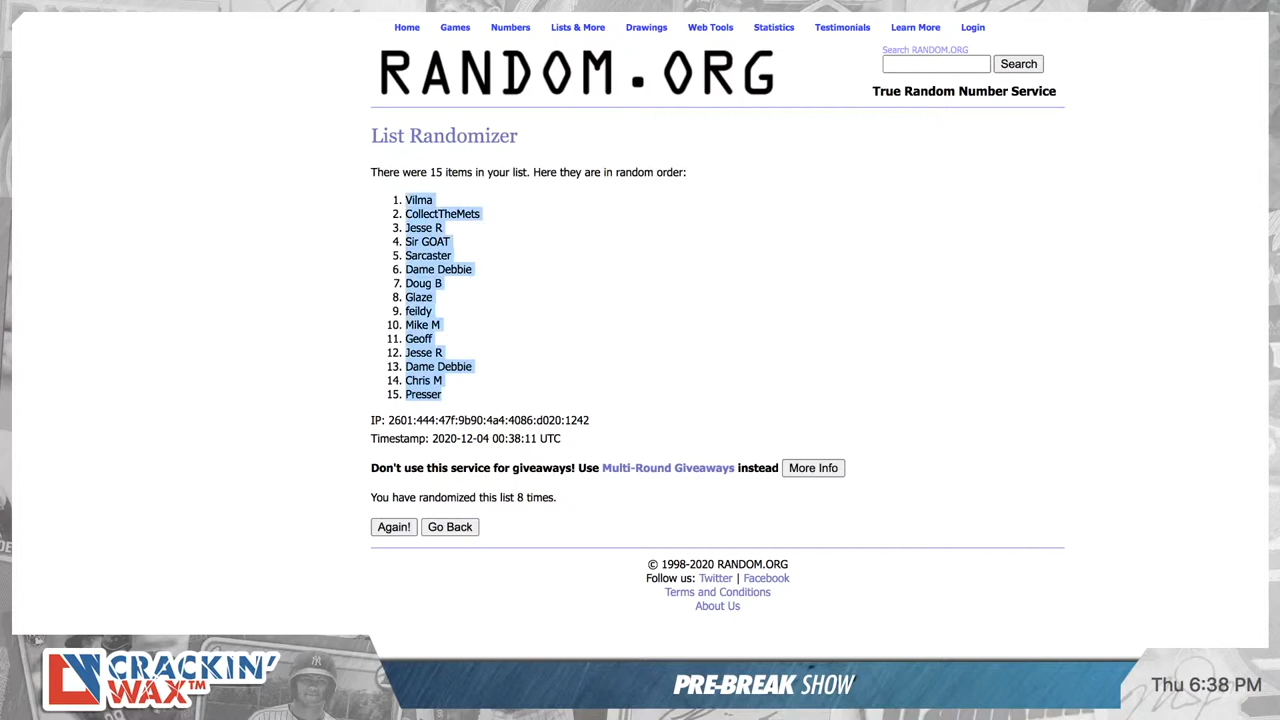 Home Games Numbers Lists & More Drawings Web Tools Statistics Testimonials Learn More Login
RANDOM.ORG
Search RANDOM.ORG
Search
True Random Number Service
List Randomizer
There were 15 items in your list. Here they are in random order:
1. Vilma
2. CollectTheMets
3. Jesse R
4. Sir GOAT
5. Sarcaster
6. Dame Debbie
7. Doug B
8. Glaze
9. feildy
10. Mike M
11. Geoff
12. Jesse R
13. Dame Debbie
14. Chris M
15. Presser
IP: 2601:444:47f:9b90:4a4:4086:d020:1242
Timestamp: 2020-12-04 00:38:11 UTC
Don't use this service for giveaways! Use Multi-Round Giveaways instead More Info
You have randomized this list 8 times.
Again! Go Back
© 1998-2020 RANDOM.ORG
Follow us: Twitter | Facebook
Terms and Conditions
About Us
CRACKIN'
WAX™
PRE-BREAK SHOW
Thu 6:38 PM